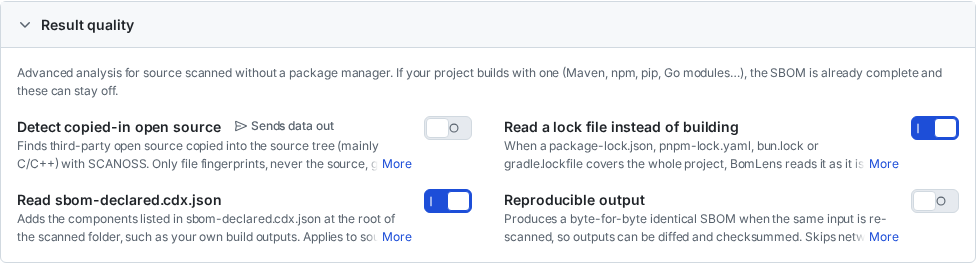 Result quality
Advanced analysis for source scanned without a package manager. If your project builds with one (Maven, npm, pip, Go modules...), the SBOM is already complete and
these can stay off.
Detect copied-in open source Sends data out
Finds third-party open source copied into the source tree (mainly
C/C++) with SCANOSS. Only file fingerprints, never the source, More
Read a lock file instead of building
When a package-lock.json, pnpm-lock.yaml, bun.lock or
gradle.lockfile covers the whole project, BomLens reads it as it is More
Read sbom-declared.cdx.json
Adds the components listed in sbom-declared.cdx.json at the root of
the scanned folder, such as your own build outputs. Applies to More
Reproducible output
Produces a byte-for-byte identical SBOM when the same input is re-
scanned, so outputs can be diffed and checksummed. Skips More